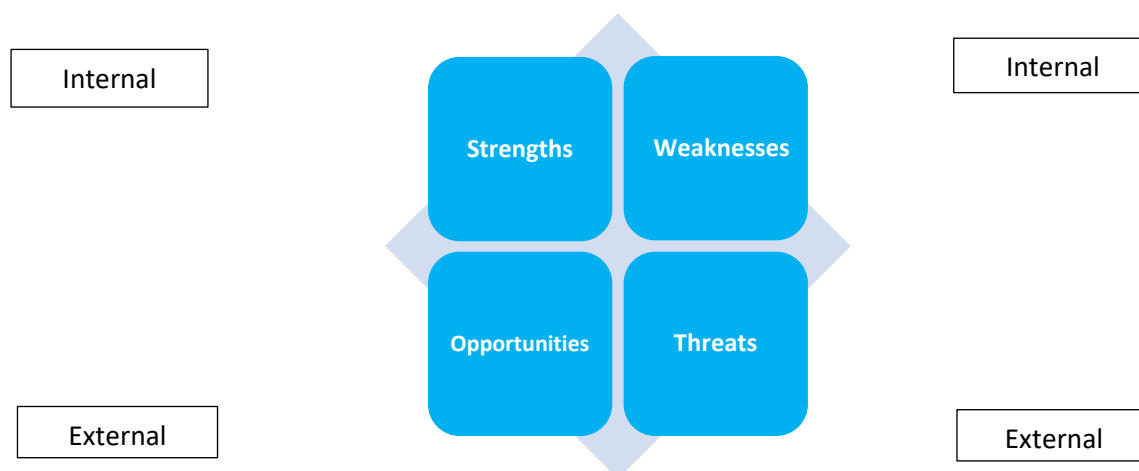 Internal
Internal
Strengths
Weaknesses
Opportunities
Threats
External
External